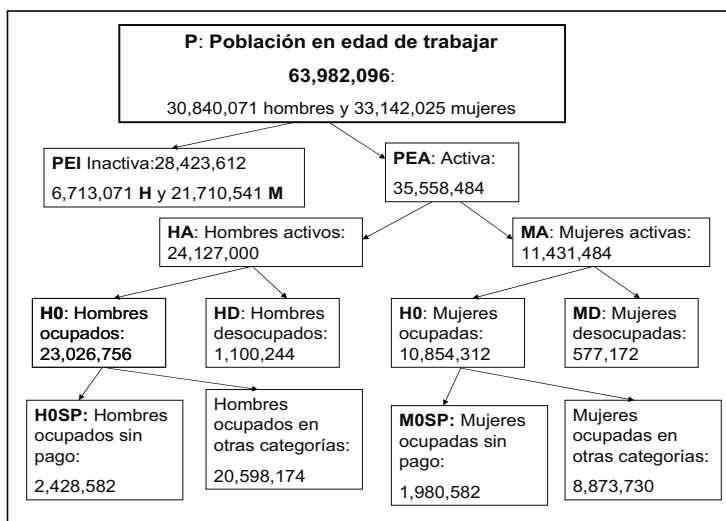 P: Población en edad de trabajar
63,982,096:
30,840,071 hombres y 33,142,025 mujeres
PEI Inactiva:28,423,612
6,713,071 H y 21,710,541 M
PEA: Activa:
35,558,484
HA: Hombres activos:
24,127,000
MA: Mujeres activas:
11,431,484
H0: Hombres
ocupados:
23,026,756
HD: Hombres
desocupados:
1,100,244
H0: Mujeres
ocupadas:
10,854,312
MD: Mujeres
desocupadas:
577,172
H0SP: Hombres
ocupados sin
pago:
2,428,582
Hombres
ocupados en
otras categorías:
20,598,174
M0SP: Mujeres
ocupadas sin
pago:
1,980,582
Mujeres
ocupadas en
otras categorías:
8,873,730